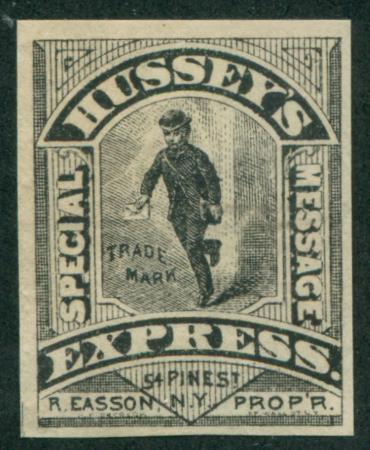 HUSSEY'S
SPECIAL
MESSAGE
TRADE
MARK
EXPRESS.
54 PINE ST
R. EASSON N.Y. PROP'R.